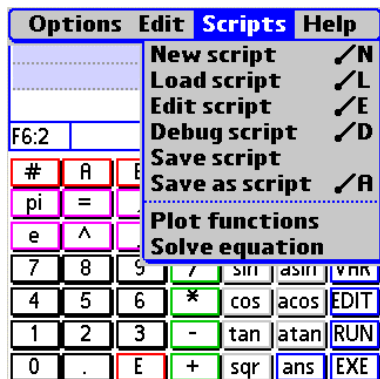 Options Edit Scripts Help
New script /N
Load script /L
Edit script /E
Debug script /D
Save script
Save as script /A
Plot functions
Solve equation
F6:2
# A
pi =
e ^
7 8 9 / sin asin VAR
4 5 6 * cos acos EDIT
1 2 3 - tan atan RUN
0 . E + sqr ans EXE